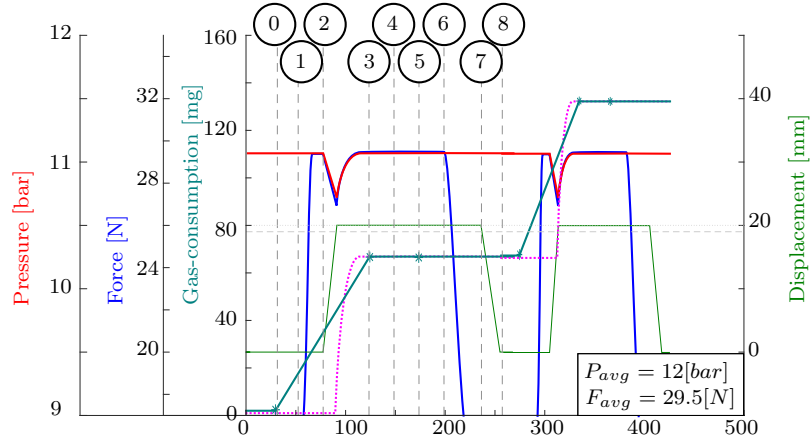 0 2 4 6 8
1 3 5 7
12 11 10 9
Pressure [bar]
32 28 24 20
Force [N]
160 120 80 40 0
Gas-consumption [mg]
0 100 200 300 400 500
40 20 0
Displacement [mm]
P_avg = 12[bar]
F_avg = 29.5[N]